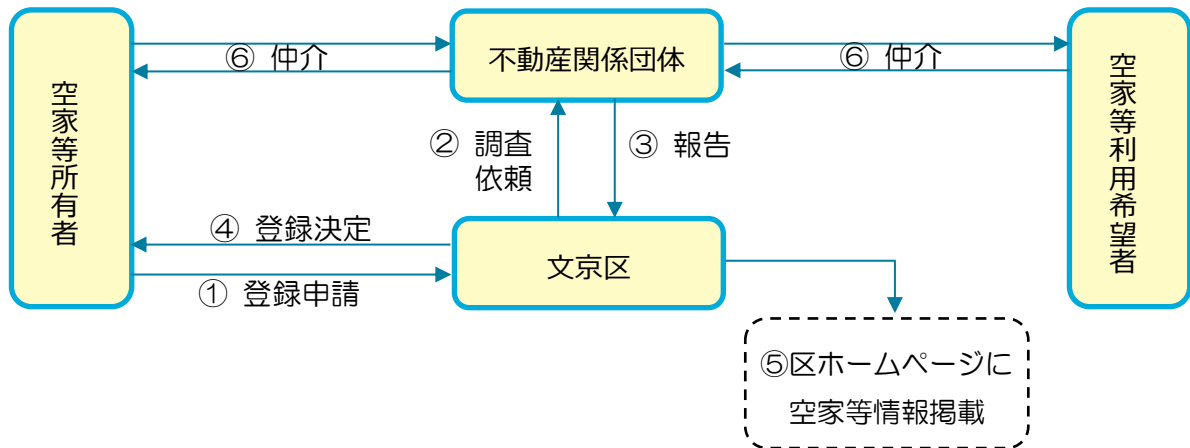 ⑥ 仲介
不動産関係団体
⑥ 仲介
空家等所有者
空家等利用希望者
② 調査
依頼
③ 報告
④ 登録決定
文京区
① 登録申請
⑤区ホームページに
空家等情報掲載